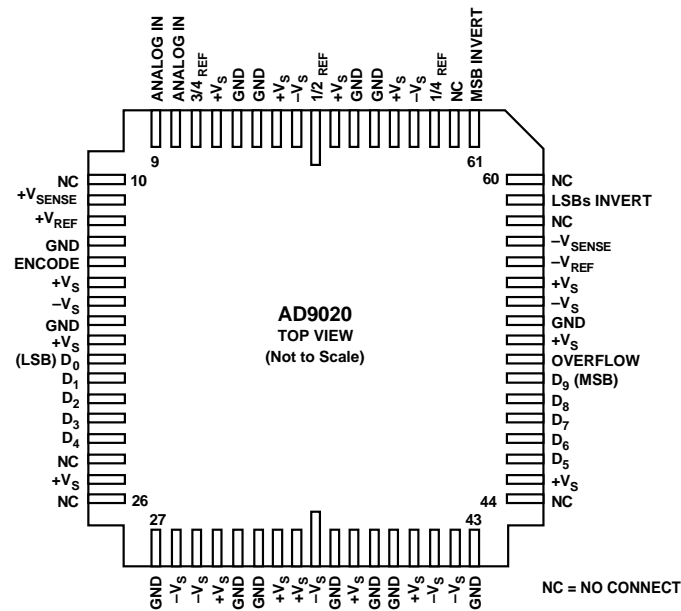 ANALOG IN
ANALOG IN
3/4 REF
+VS
GND
GND
+VS
–VS
1/2 REF
+VS
GND
GND
+VS
–VS
1/4 REF
NC
MSB INVERT
9
61
NC
+VSENSE
+VREF
GND
ENCODE
+VS
–VS
GND
+VS
(LSB) D0
D1
D2
D3
D4
NC
+VS
NC
10
26
AD9020
TOP VIEW
(Not to Scale)
60
44
NC
LSBs INVERT
NC
–VSENSE
–VREF
+VS
–VS
GND
+VS
OVERFLOW
D9 (MSB)
D8
D7
D6
D5
+VS
NC
27
43
GND
–VS
–VS
+VS
GND
GND
+VS
+VS
–VS
GND
+VS
GND
GND
+VS
–VS
–VS
GND
NC = NO CONNECT